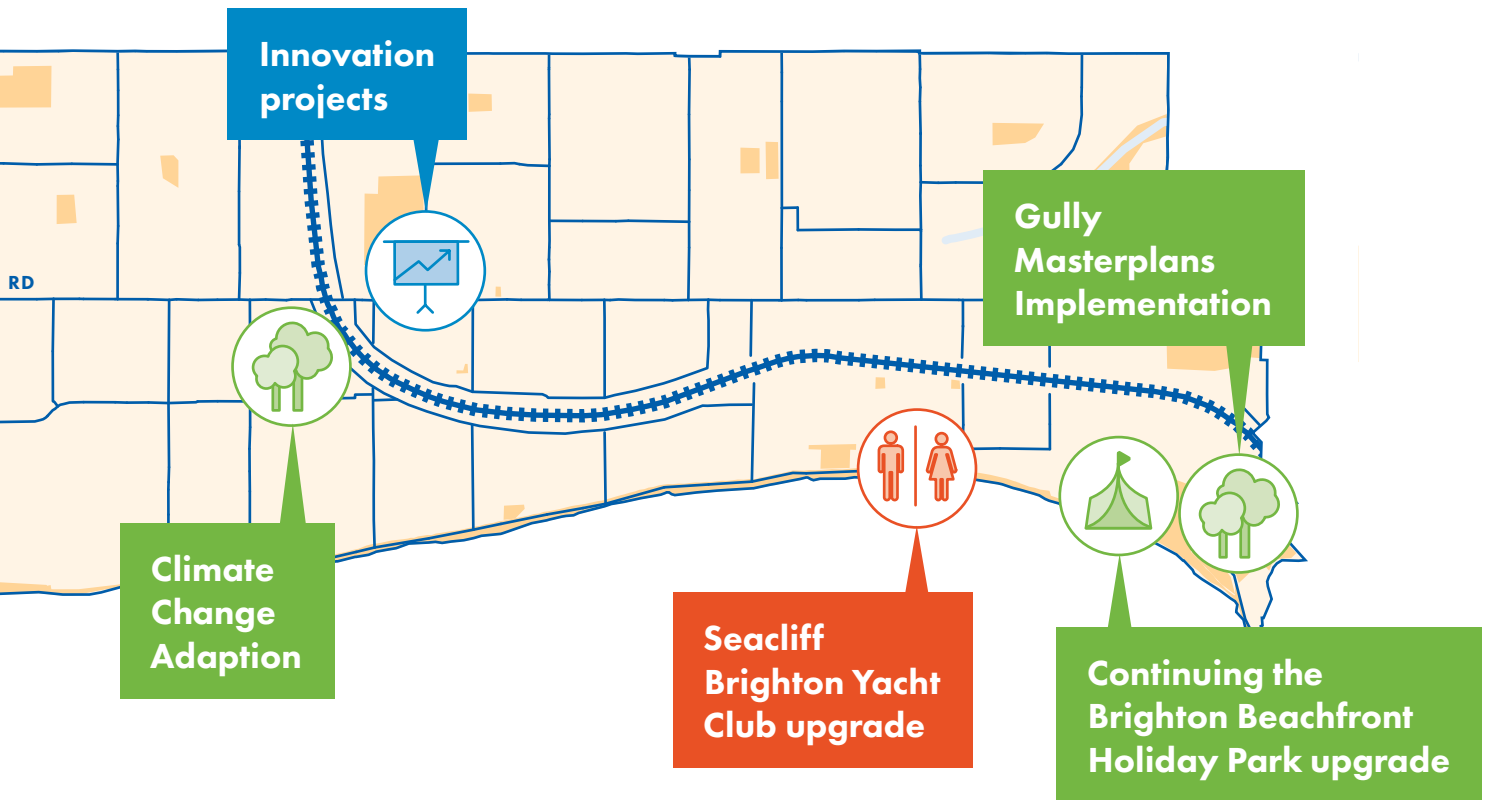 Innovation
projects
Gully
Masterplans
Implementation
RD
Climate
Change
Adaption
Seacliff
Brighton Yacht
Club upgrade
Continuing the
Brighton Beachfront
Holiday Park upgrade